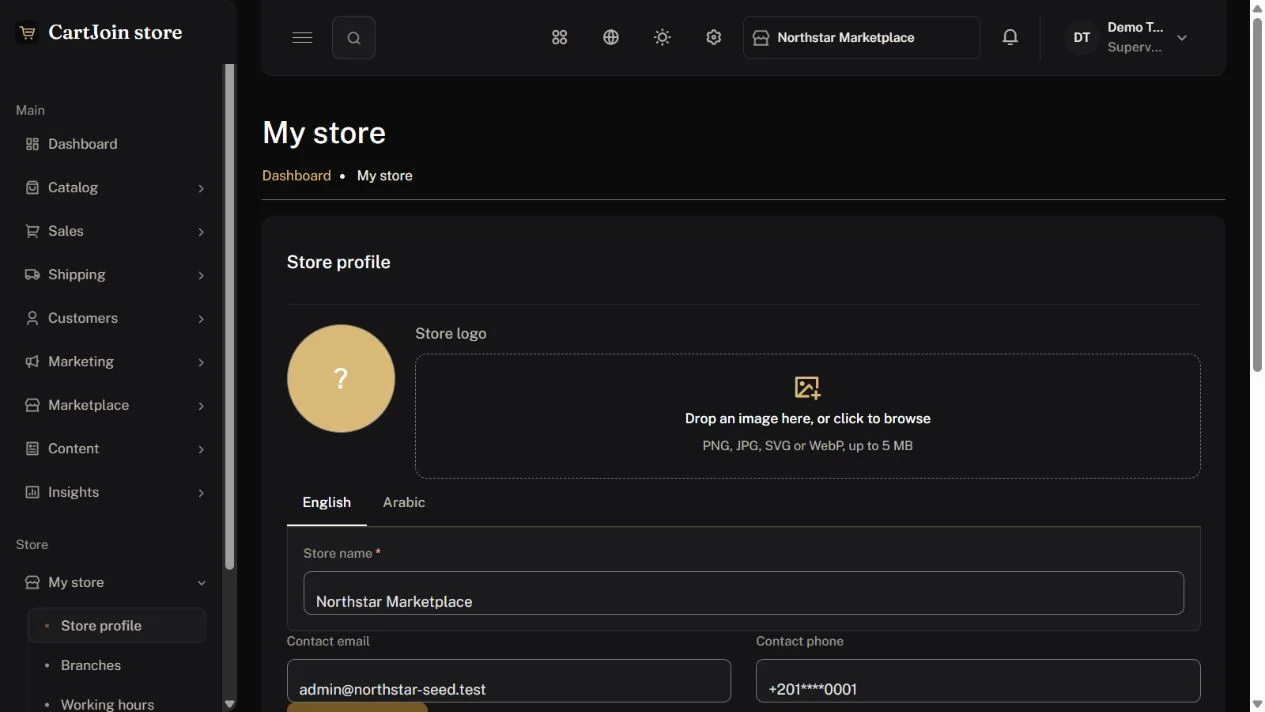 CartJoin store
Northstar Marketplace
DT
Demo T...
Superv...
Main
Dashboard
Catalog
Sales
Shipping
Customers
Marketing
Marketplace
Content
Insights
Store
My store
Store profile
Branches
Working hours
My store
Dashboard • My store
Store profile
?
Store logo
Drop an image here, or click to browse
PNG, JPG, SVG or WebP, up to 5 MB
English Arabic
Store name *
Northstar Marketplace
Contact email Contact phone
admin@northstar-seed.test +201****0001